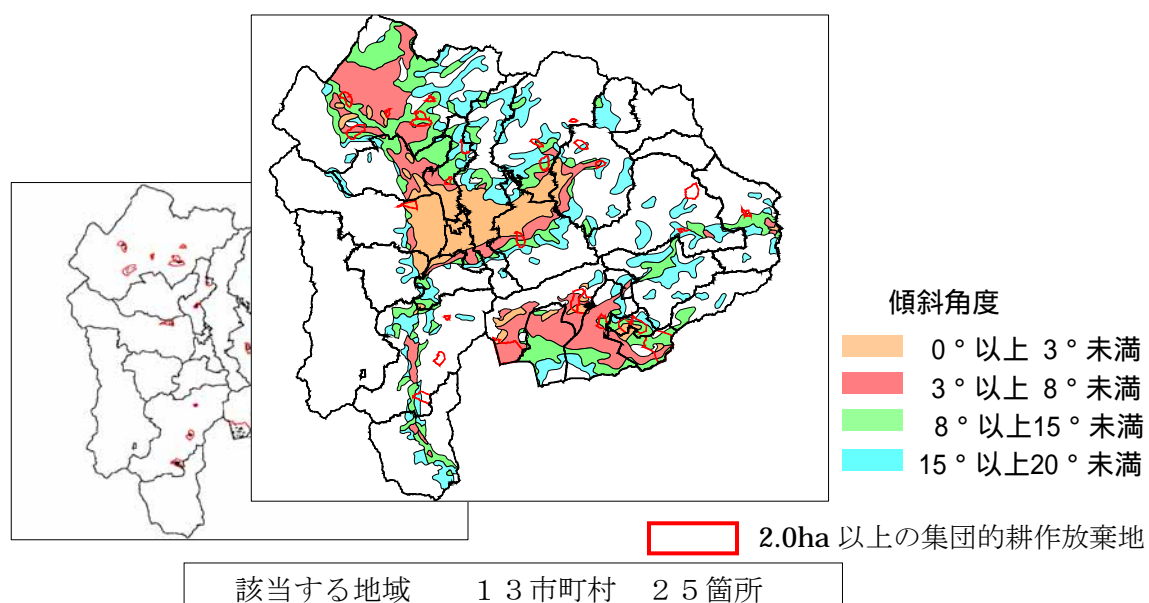 傾斜角度
0°以上 3°未満
3°以上 8°未満
8°以上15°未満
15°以上20°未満
2.0ha 以上の集団的耕作放棄地
該当する地域　　１３市町村　２５箇所